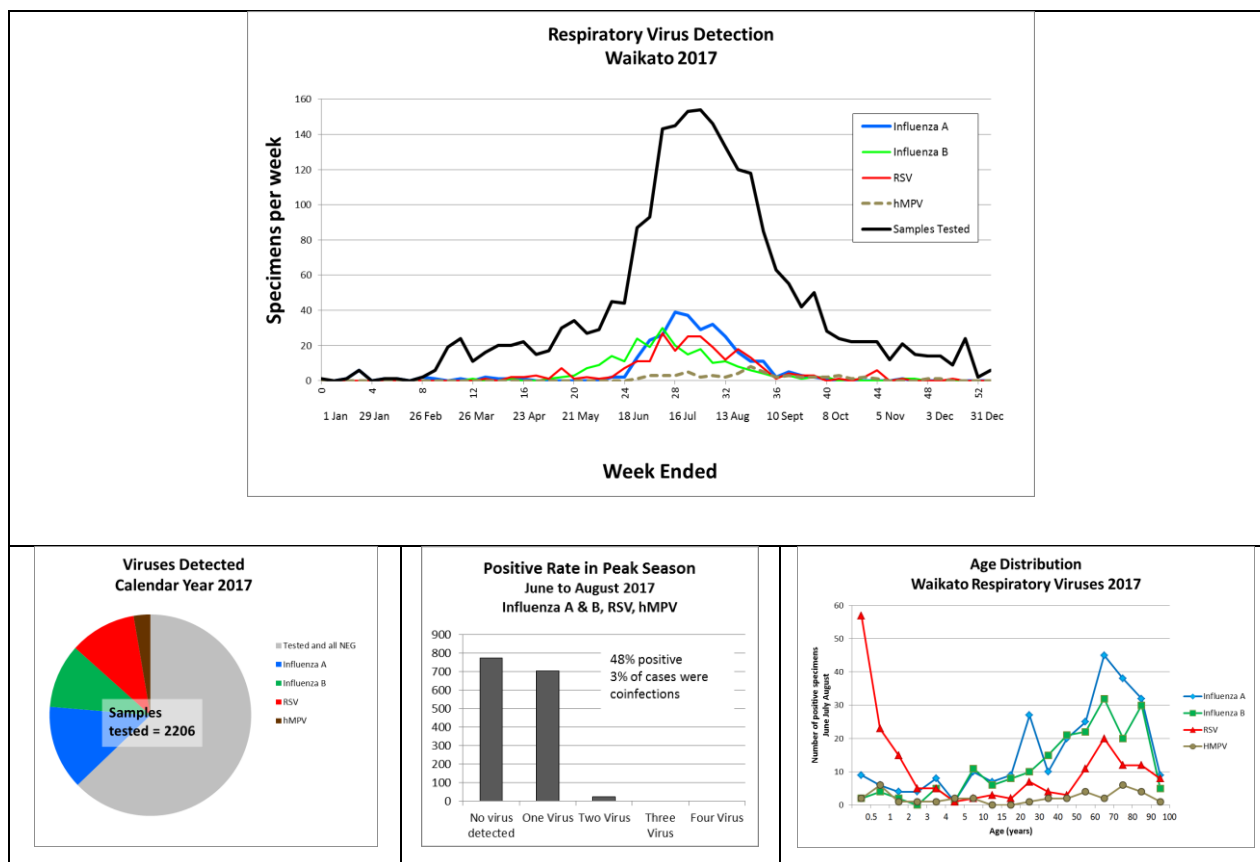 Respiratory Virus Detection
Waikato 2017
Specimens per week
160
140
120
100
80
60
40
20
0
Influenza A
Influenza B
RSV
hMPV
Samples Tested
0 4 8 12 16 20 24 28 32 36 40 44 48 52
1 Jan 29 Jan 26 Feb 26 Mar 23 Apr 21 May 18 Jun 16 Jul 13 Aug 10 Sept 8 Oct 5 Nov 3 Dec 31 Dec
Week Ended
Viruses Detected
Calendar Year 2017
Samples
tested = 2206
Tested and all NEG
Influenza A
Influenza B
RSV
hMPV
Positive Rate in Peak Season
June to August 2017
Influenza A & B, RSV, hMPV
900
800
700
600
500
400
300
200
100
0
48% positive
3% of cases were
coinfections
No virus One Virus Two Virus Three Four Virus
detected Virus
Age Distribution
Waikato Respiratory Viruses 2017
Number of positive specimens
June July August
60
50
40
30
20
10
0
0.5 1 2 3 4 5 10 15 20 30 40 50 60 70 80 90 100
Age (years)
Influenza A
Influenza B
RSV
HMPV